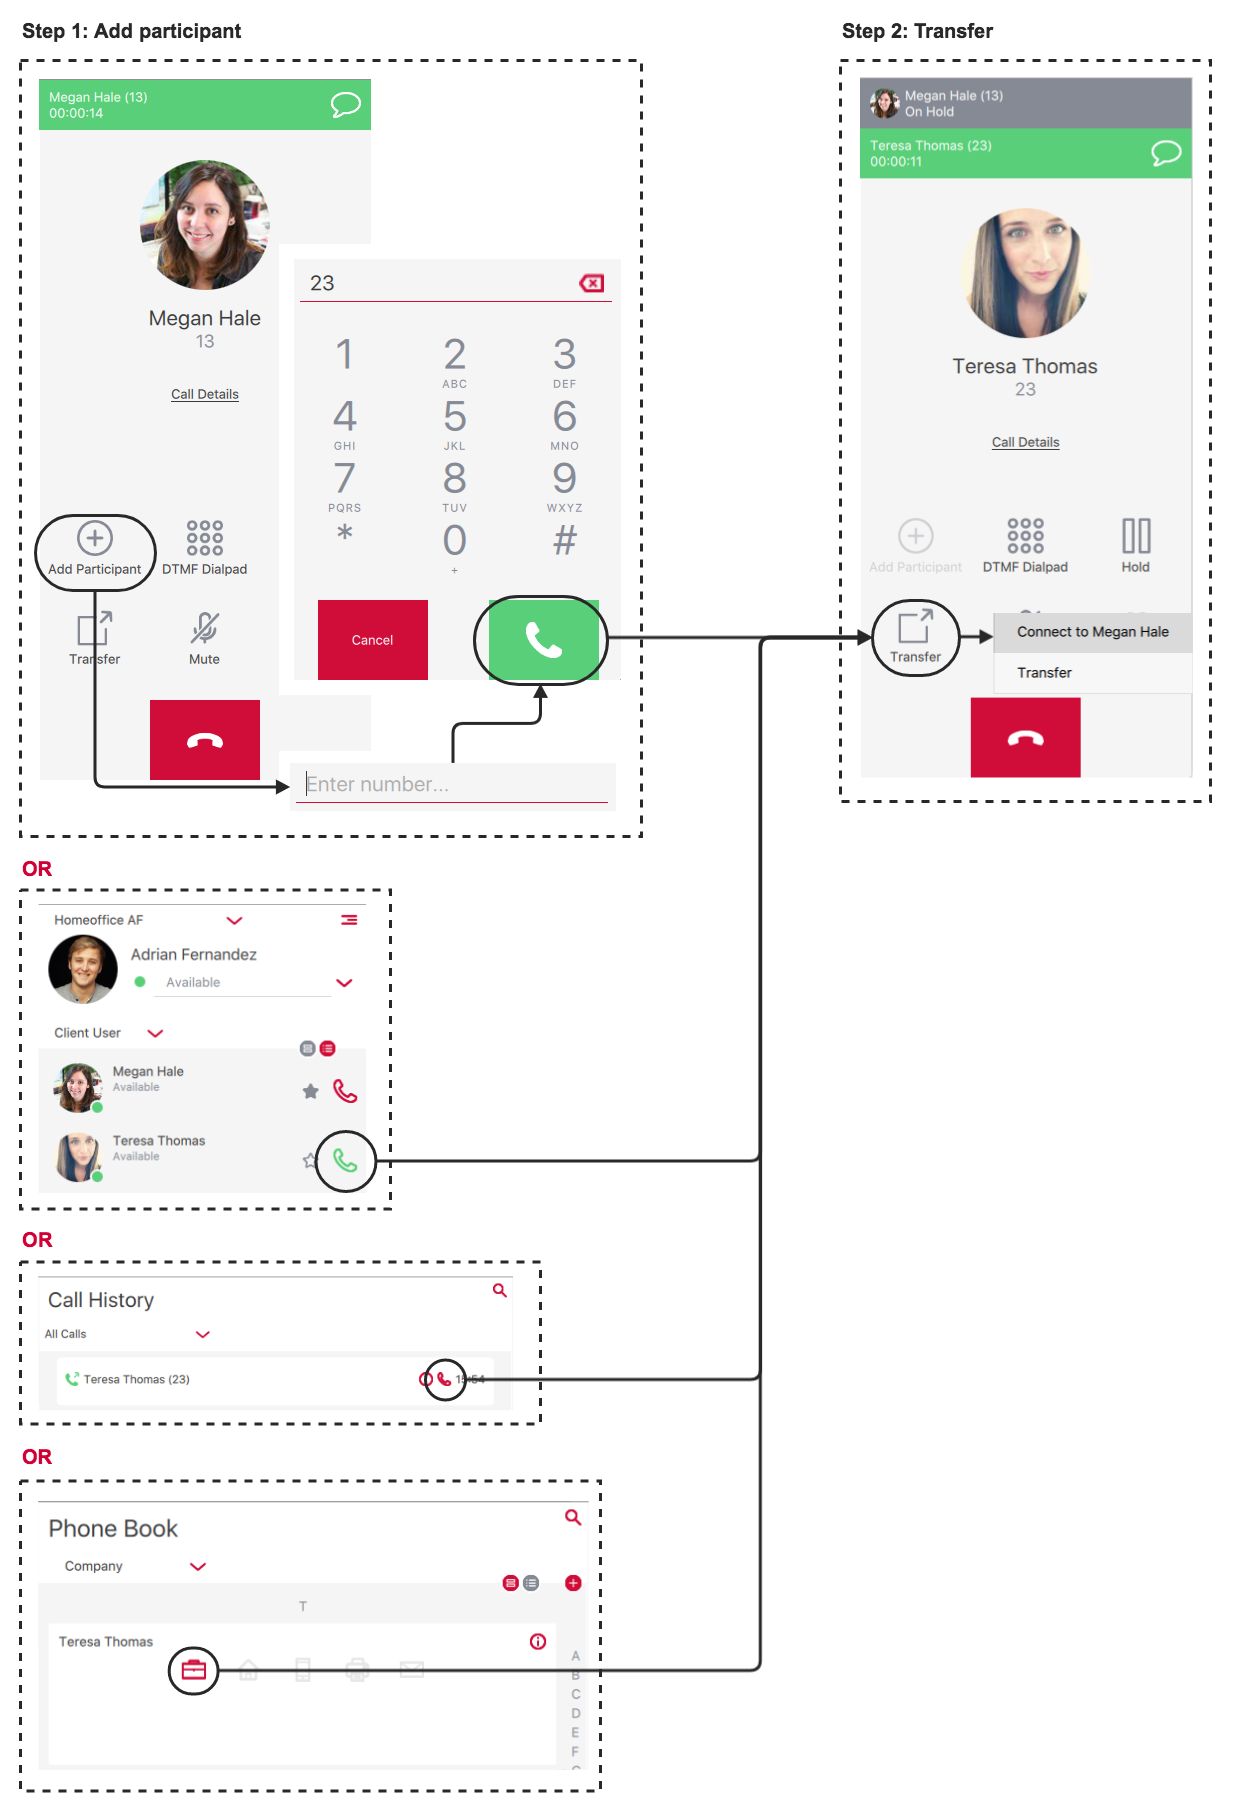 Step 1: Add participant
Megan Hale (13)
00:00:14
Megan Hale
13
Call Details
Add Participant
DTMF Dialpad
Transfer
Mute
23
1
2
ABC
3
DEF
4
GHI
5
JKL
6
MNO
7
PQRS
8
TUV
9
WXYZ
*
0
+
#
Cancel
Enter number...
Step 2: Transfer
Megan Hale (13)
On Hold
Teresa Thomas (23)
00:00:11
Teresa Thomas
23
Call Details
Add Participant
DTMF Dialpad
Hold
Transfer
Connect to Megan Hale
Transfer
OR
Homeoffice AF
Adrian Fernandez
Available
Client User
Megan Hale
Available
Teresa Thomas
Available
OR
Call History
All Calls
Teresa Thomas (23)
OR
Phone Book
Company
T
Teresa Thomas
A
B
C
D
E
F